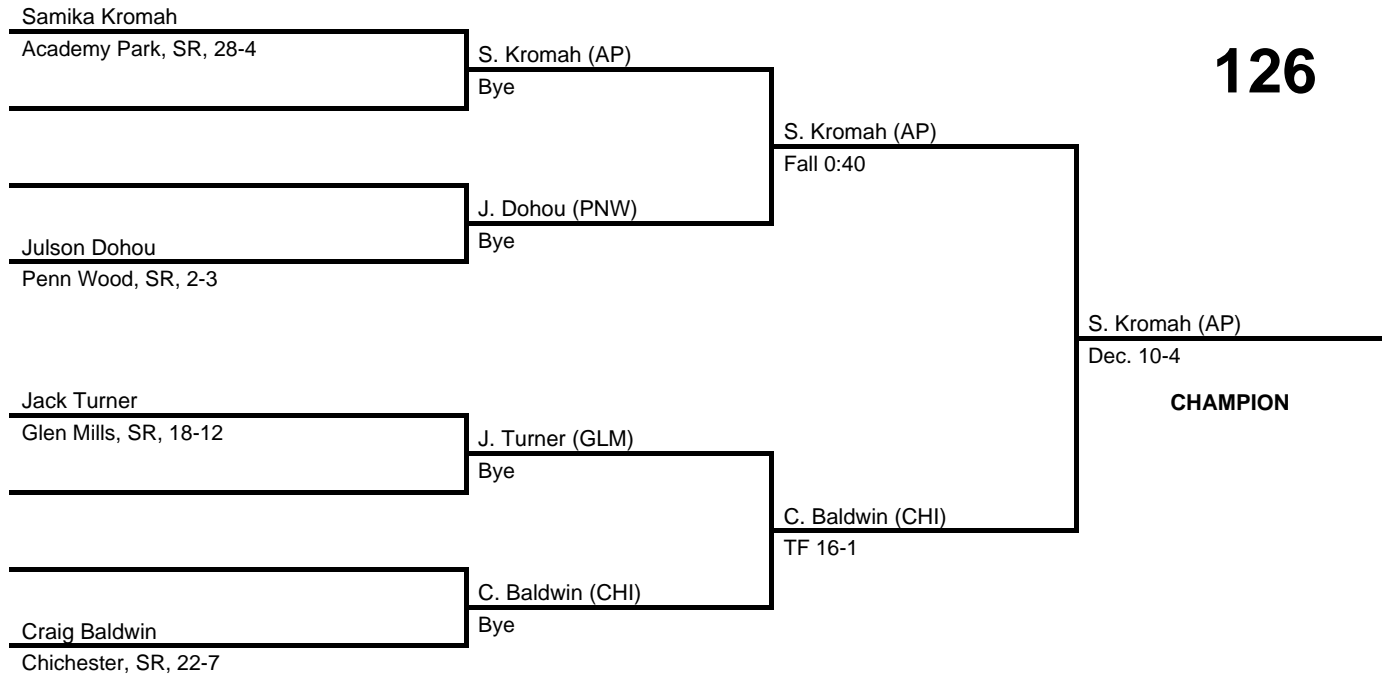 Samika Kromah
Academy Park, SR, 28-4
S. Kromah (AP)
Bye
126
S. Kromah (AP)
Fall 0:40
J. Dohou (PNW)
Bye
Julson Dohou
Penn Wood, SR, 2-3
S. Kromah (AP)
Dec. 10-4
CHAMPION
Jack Turner
Glen Mills, SR, 18-12
J. Turner (GLM)
Bye
C. Baldwin (CHI)
TF 16-1
C. Baldwin (CHI)
Bye
Craig Baldwin
Chichester, SR, 22-7